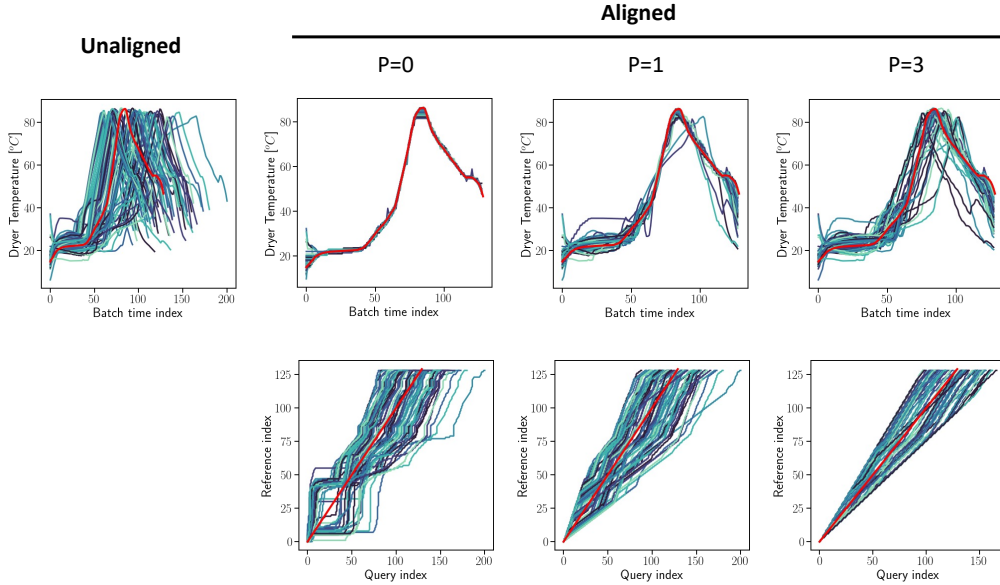 Aligned
Unaligned
P=0 P=1 P=3
Dryer Temperature [°C]
80
60
40
20
0 50 100 150 200
Batch time index
Dryer Temperature [°C]
80
60
40
20
0 50 100
Batch time index
Dryer Temperature [°C]
80
60
40
20
0 50 100
Batch time index
Dryer Temperature [°C]
80
60
40
20
0 50 100
Batch time index
Reference index
125
100
75
50
25
0
0 50 100 150 200
Query index
Reference index
125
100
75
50
25
0
0 50 100 150 200
Query index
Reference index
125
100
75
50
25
0
0 50 100 150
Query index